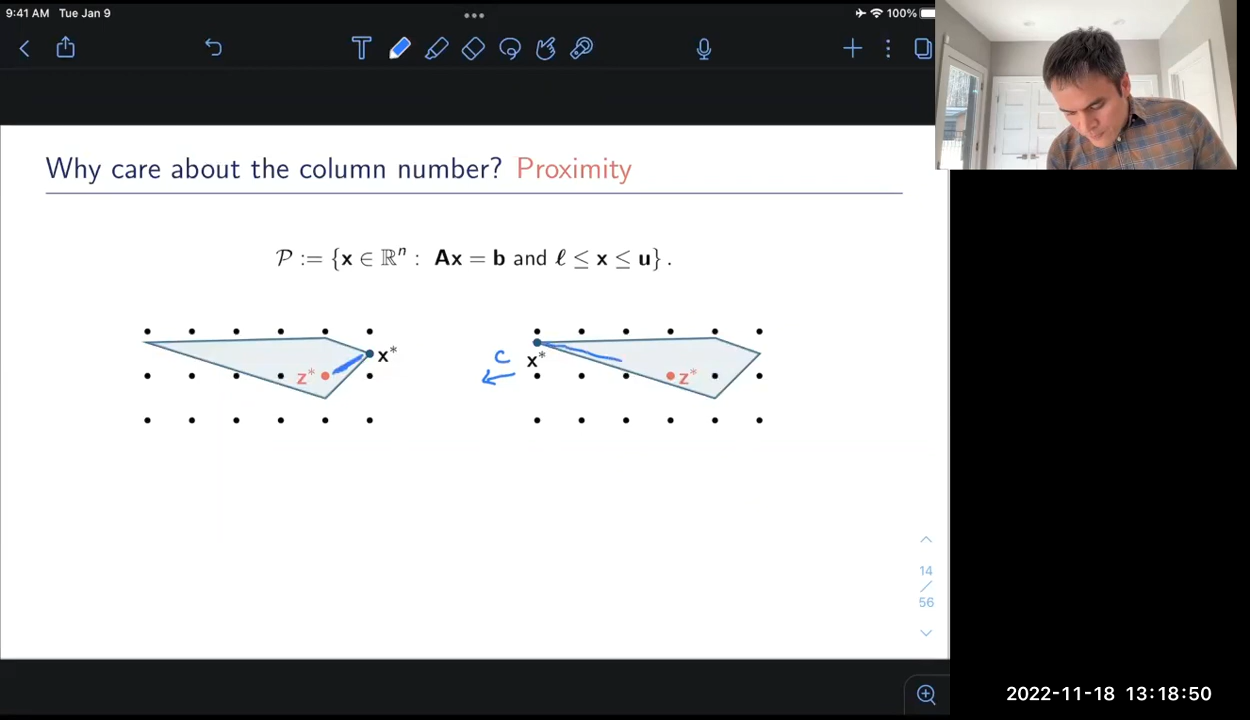 9:41 AM Tue Jan 9
100%
Why care about the column number? Proximity
𝒫 := {x ∈ ℝⁿ : Ax = b and ℓ ≤ x ≤ u} .
x*
z*
C
x*
z*
14
/
56
2022-11-18 13:18:50